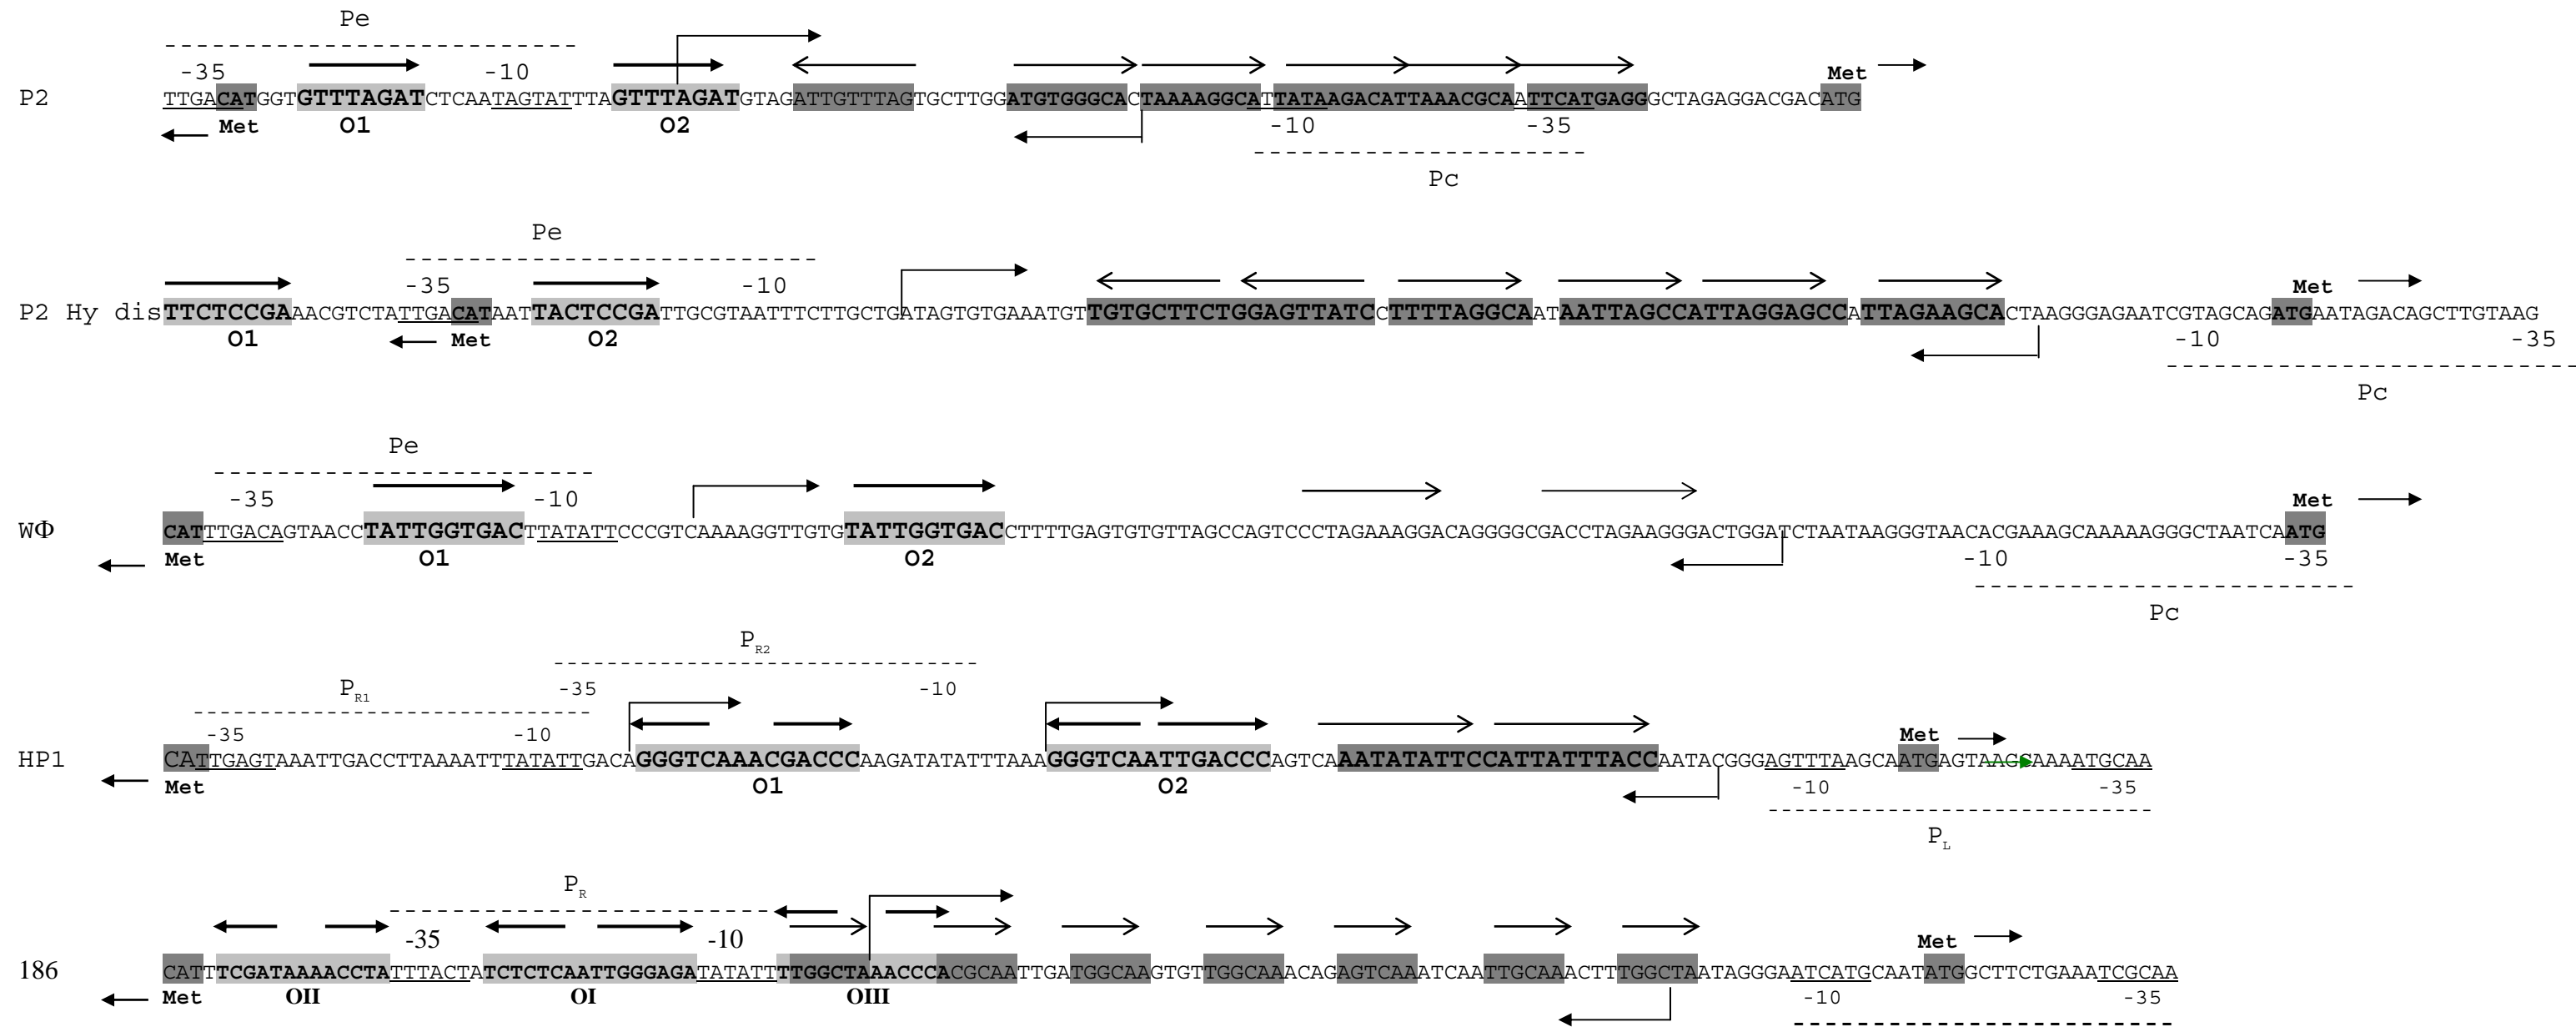 Pe
-35 -10 Met
P2 TTGACATGGTGTTTAGATCTCAATAGTATTTAGTTTAGATGTAGATTGTTTAGTGCTTGGATGTGGGCACTAAAAGGCATTATAAGACATTAAACGCAATTCATGAGGGCTAGAGGACGACATG
Met O1 O2 -10 -35
Pc
Pe
-35 -10 Met
P2 Hy dis TTCTCCGAAACGTCTATTGACATAATTACTCCGATTGCGTAATTTCTTGCTGATAGTGTGAAATGTTGTGCTTCTGGAGTTATCCTTTTAGGCAATAATTAGCCATTAGGAGCCATTAGAAGCACTAAGGGAGAATCGTAGCAGATGAATAGACAGCTTGTAAG
O1 Met O2 -10 -35
Pc
Pe
-35 -10 Met
WΦ CATTTGACAGTAACCTATTGGTGACTTATATTCCCGTCAAAAGGTTGTGTATTGGTGACCTTTTGAGTGTGTTAGCCAGTCCCTAGAAAGGACAGGGGCGACCTAGAAGGGACTGGATCTAATAAGGGTAACACGAAAGCAAAAAGGGCTAATCAATG
Met O1 O2 -10 -35
Pc
PR2
PR1 -35 -10
-35 -10 Met
HP1 CATTGAGTAAATTGACCTTAAAATTTATATTGACAGGGTCAAACGACCCAAGATATATTTAAAGGGTCAATTGACCCAGTCAAATATATTCCATTATTTACCAATACGGGAGTTTAAGCAATGAGTAAGGAAAATGCAA
Met O1 O2 -10 -35
PL
PR
-35 -10 Met
186 CATTTCGATAAAACCTATTTACTATCTCTCAATTGGGAGATATATTTTGGCTAAACCCACGCAATTGATGGCAAGTGTTGGCAAACAGAGTCAAATCAATTGCAAACTTTGGCTAATAGGGAATCATGCAATATGGCTTCTGAAATCGCAA
Met OII OI OIII -10 -35